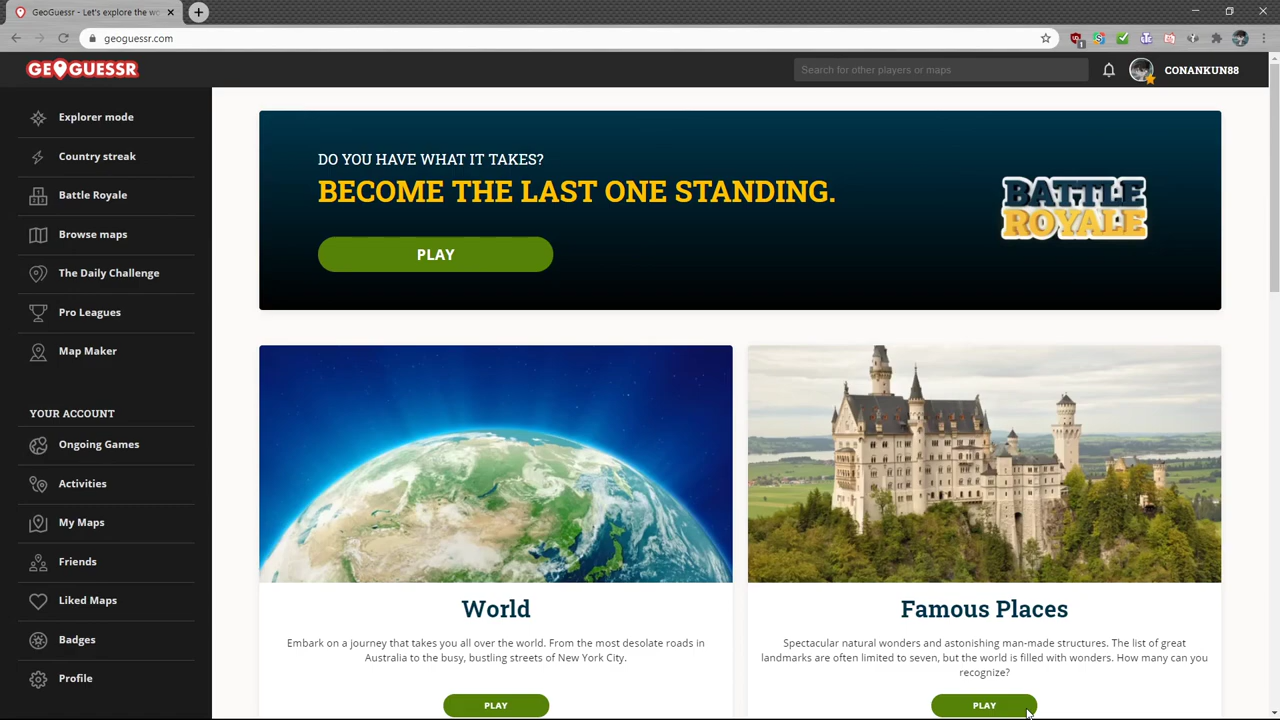 GeoGuessr - Let's explore the wo
geoguessr.com
1
GEOGUESSR
Search for other players or maps
CONANKUN88
Explorer mode
Country streak
Battle Royale
Browse maps
The Daily Challenge
Pro Leagues
Map Maker
YOUR ACCOUNT
Ongoing Games
Activities
My Maps
Friends
Liked Maps
Badges
Profile
DO YOU HAVE WHAT IT TAKES?
BECOME THE LAST ONE STANDING.
PLAY
BATTLE
ROYALE
World
Embark on a journey that takes you all over the world. From the most desolate roads in
Australia to the busy, bustling streets of New York City.
PLAY
Famous Places
Spectacular natural wonders and astonishing man-made structures. The list of great
landmarks are often limited to seven, but the world is filled with wonders. How many can you
recognize?
PLAY